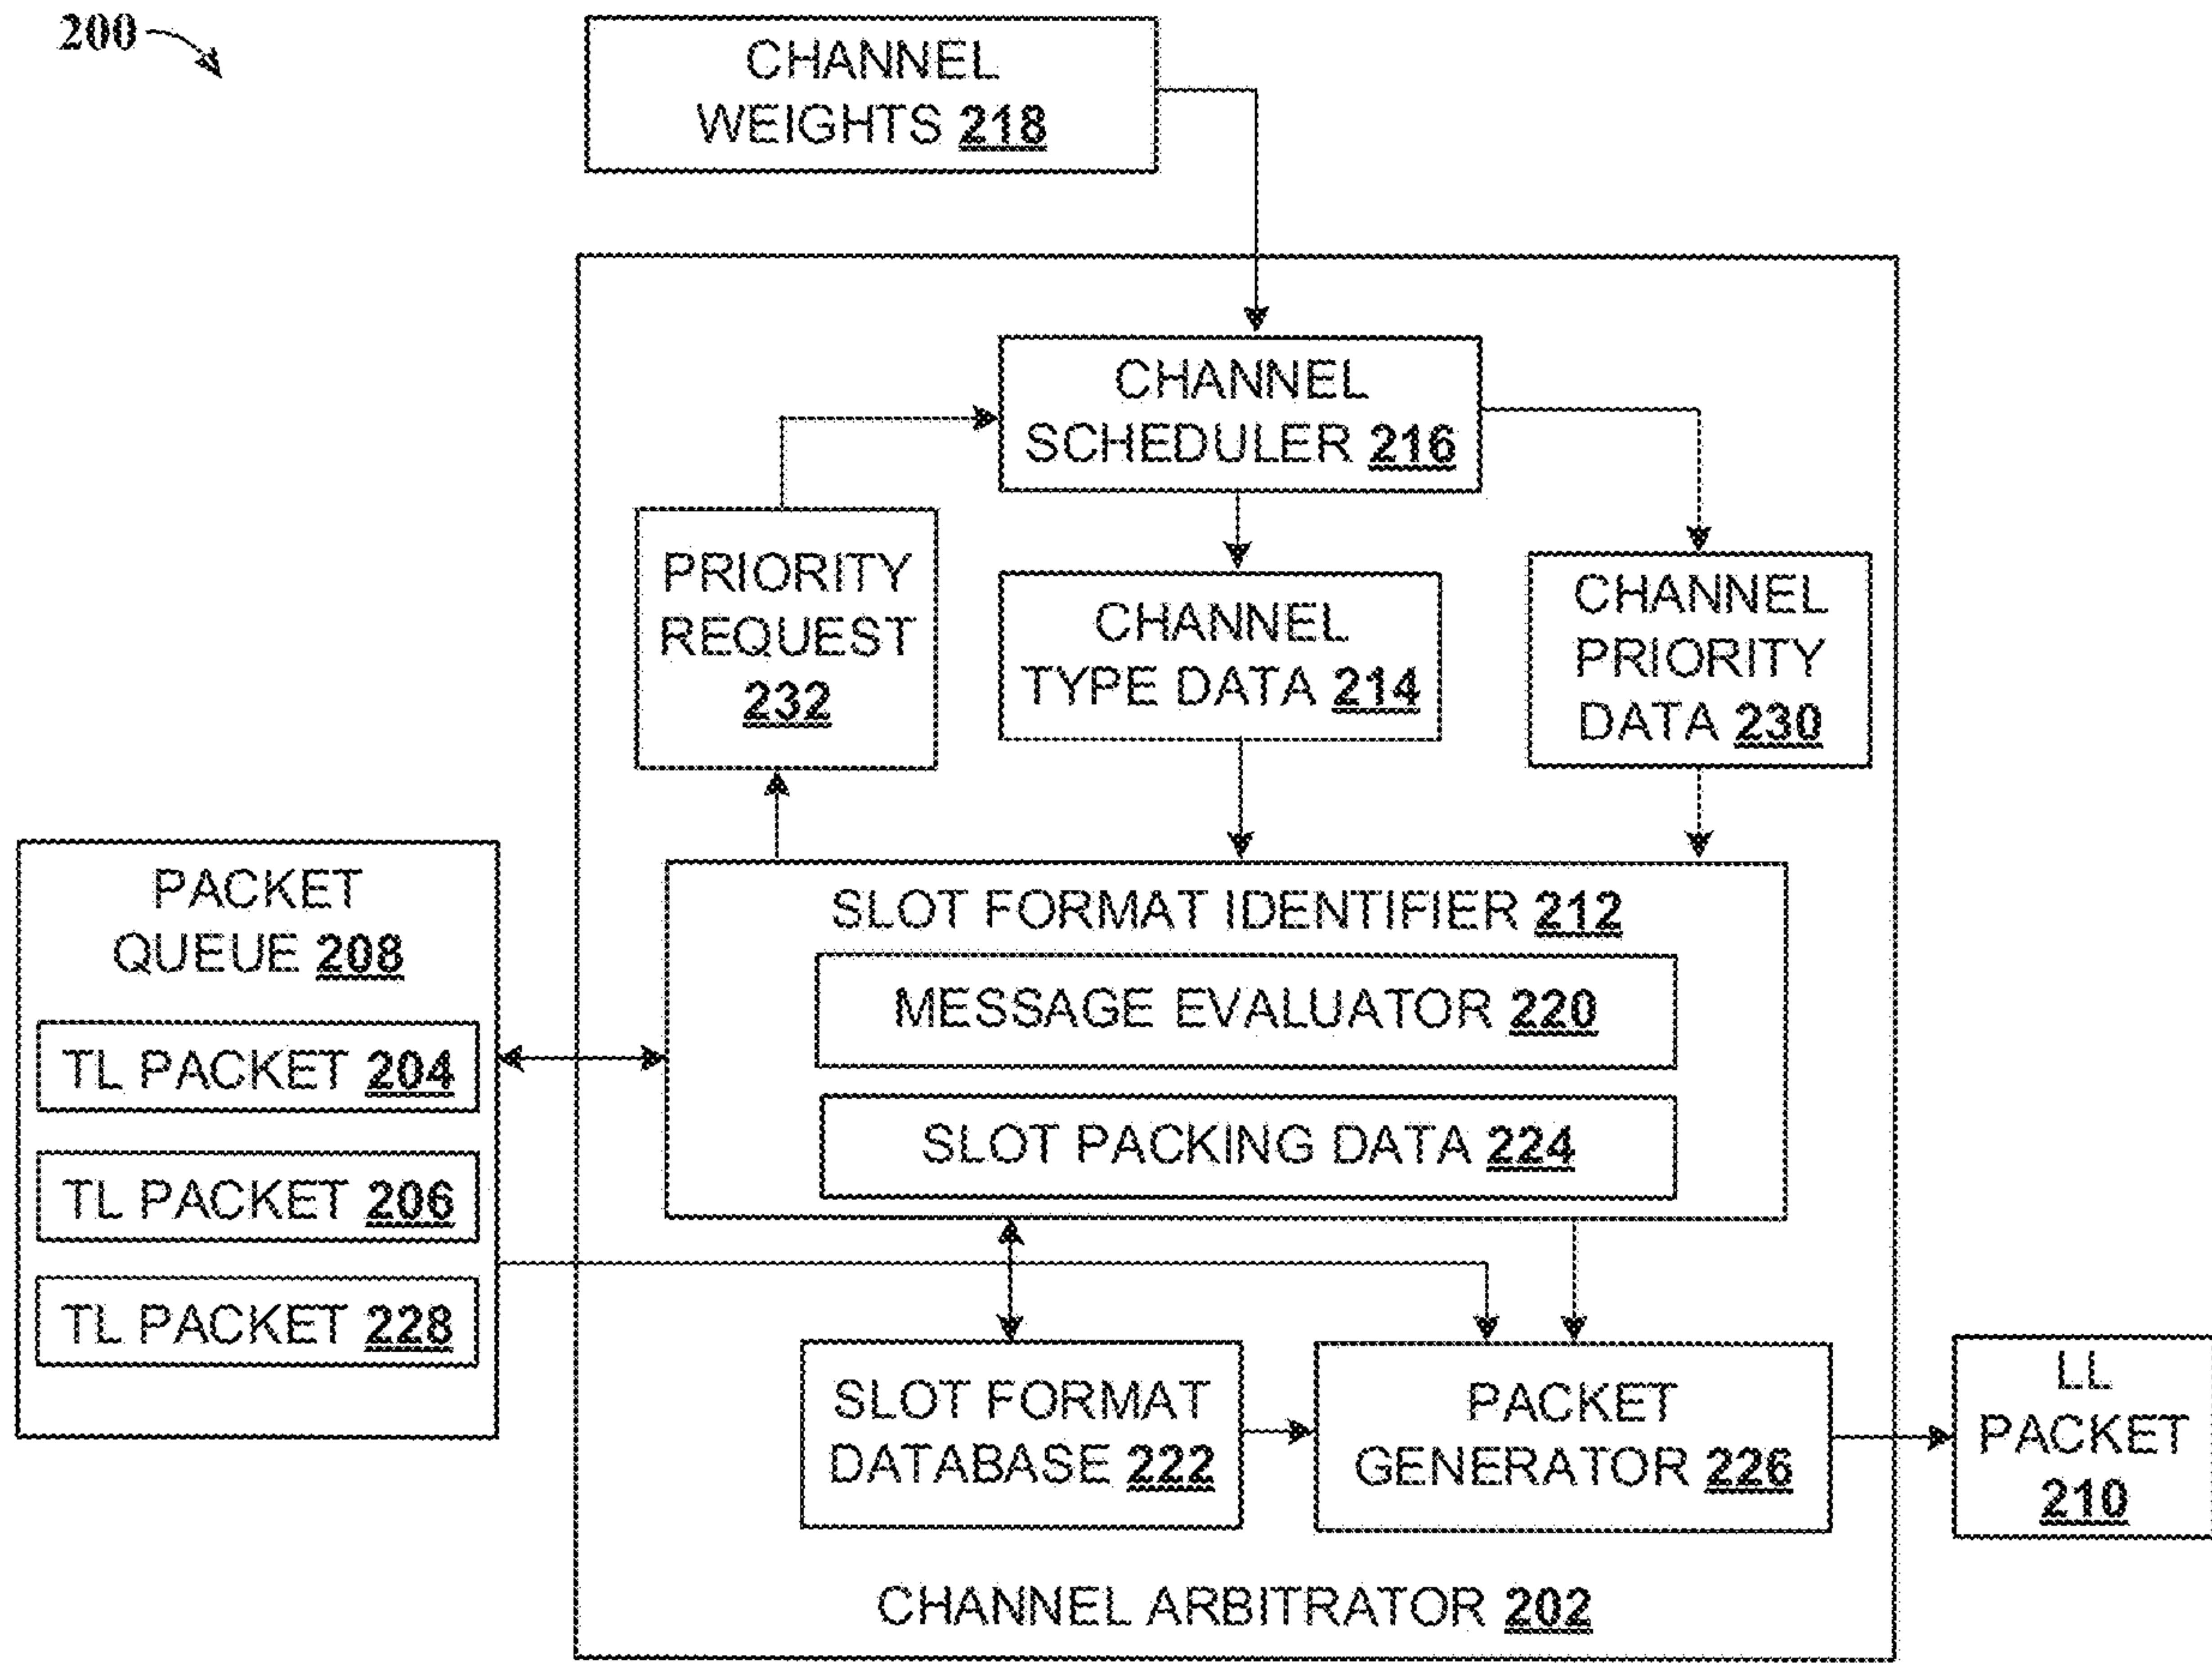 200
CHANNEL
WEIGHTS 218
CHANNEL
SCHEDULER 216
PRIORITY
REQUEST
232
CHANNEL
TYPE DATA 214
CHANNEL
PRIORITY
DATA 230
PACKET
QUEUE 208
TL PACKET 204
TL PACKET 206
TL PACKET 228
SLOT FORMAT IDENTIFIER 212
MESSAGE EVALUATOR 220
SLOT PACKING DATA 224
SLOT FORMAT
DATABASE 222
PACKET
GENERATOR 226
LL
PACKET
210
CHANNEL ARBITRATOR 202